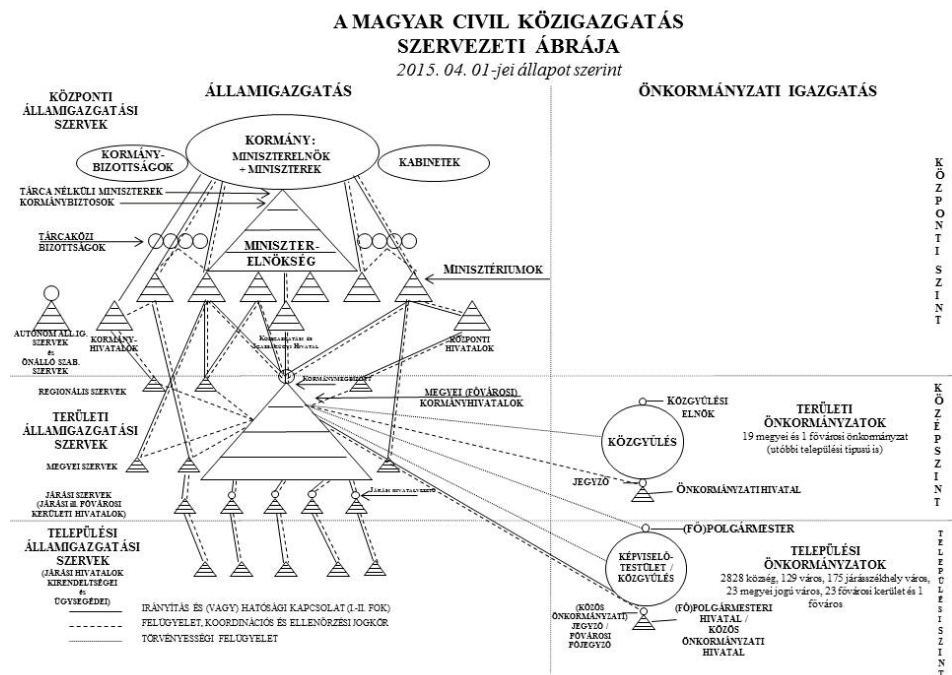 A MAGYAR CIVIL KÖZIGAZGATÁS
SZERVEZETI ÁBRÁJA
2015. 04. 01-jei állapot szerint
KÖZPONTI
ÁLLAMIGAZGATÁSI
SZERVEK
ÁLLAMIGAZGATÁS
ÖNKORMÁNYZATI IGAZGATÁS
KORMÁNY-
BIZOTTSÁGOK
KORMÁNY:
MINISZTERELNÖK
+ MINISZTEREK
KABINETEK
TÁRCA NÉLKÜLI MINISZTEREK
KORMÁNYBIZTOSOK
TÁRCAKÖZI
BIZOTTSÁGOK
MINISZTER-
ELNÖKSÉG
MINISZTÉRIUMOK
KÖZPONTI SZINT
AUTONÓM ÁLL.IG.
SZERVEK
és
ÖNÁLLÓ SZAB.
SZERVEK
KORMÁNY-
HIVATALOK
KÖZPONTI
HIVATALOK
KORMÁNYMEGBÍZOTT
REGIONÁLIS SZERVEK
MEGYEI (FŐVÁROSI)
KORMÁNYHIVATALOK
TERÜLETI
ÁLLAMIGAZGATÁSI
SZERVEK
MEGYEI SZERVEK
KÖZGYŰLÉSI
ELNÖK
KÖZGYŰLÉS
TERÜLETI
ÖNKORMÁNYZATOK
19 megyei és 1 fővárosi önkormányzat
(utóbbi települési típusú is)
JEGYZŐ
ÖNKORMÁNYZATI HIVATAL
KÖZÉPSZINT
JÁRÁSI SZERVEK
(JÁRÁSI ill. FŐVÁROSI
KERÜLETI HIVATALOK)
JÁRÁSI HIVATALVEZETŐ
TELEPÜLÉSI
ÁLLAMIGAZGATÁSI
SZERVEK
(JÁRÁSI HIVATALOK
KIRENDELTSÉGEI
és
ÜGYSEGÉDEI)
(FŐ)POLGÁRMESTER
KÉPVISELŐ-
TESTÜLET /
KÖZGYŰLÉS
TELEPÜLÉSI
ÖNKORMÁNYZATOK
2828 község, 129 város, 175 járásszékhely város,
23 megyei jogú város, 23 fővárosi kerület és 1
főváros
(KÖZÖS
ÖNKORMÁNYZATI)
JEGYZŐ /
FŐVÁROSI
FŐJEGYZŐ
(FŐ)POLGÁRMESTERI
HIVATAL /
KÖZÖS
ÖNKORMÁNYZATI
HIVATAL
TELEPÜLÉSI SZINT
IRÁNYÍTÁS ÉS (VAGY) HATÓSÁGI KAPCSOLAT (I-II. FOK)
FELÜGYELET, KOORDINÁCIÓS ÉS ELLENŐRZÉSI JOGKÖR
TÖRVÉNYESSÉGI FELÜGYELET